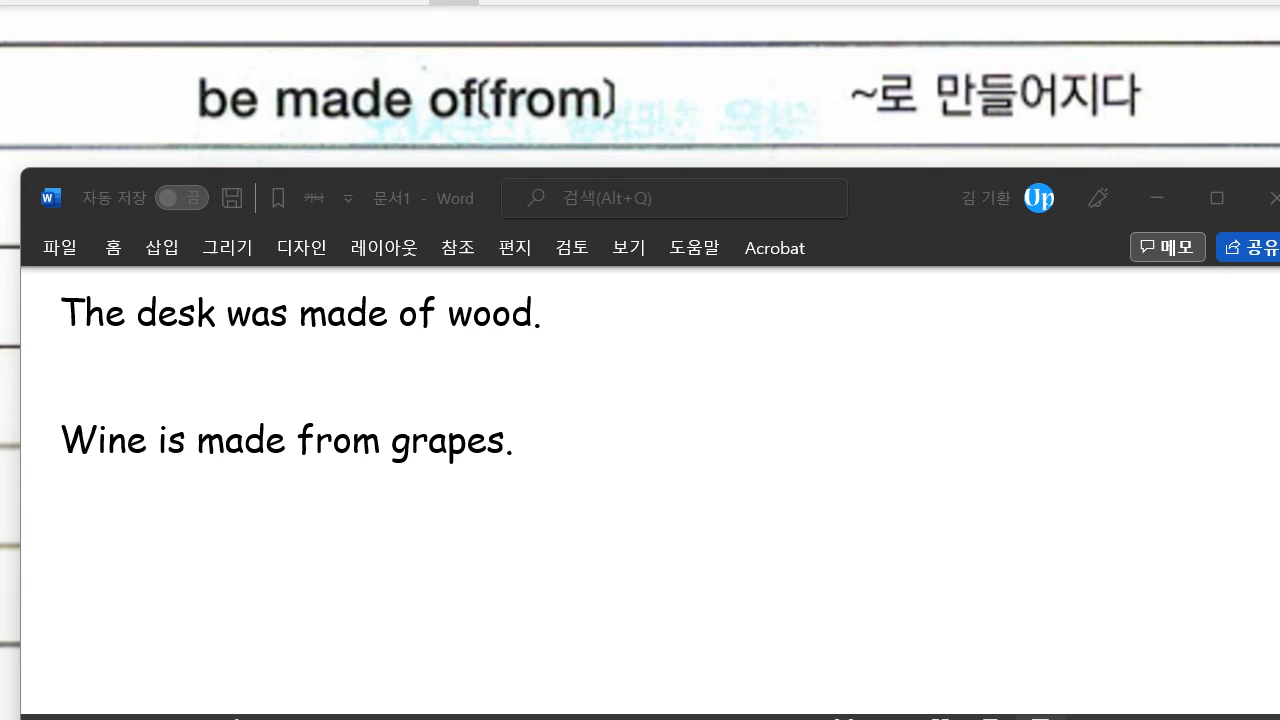 be made of(from) ~로 만들어지다
자동 저장 끔 가나 문서1 - Word 검색(Alt+Q) 김 기환 Up
파일 홈 삽입 그리기 디자인 레이아웃 참조 편지 검토 보기 도움말 Acrobat 메모 공유
The desk was made of wood.
Wine is made from grapes.